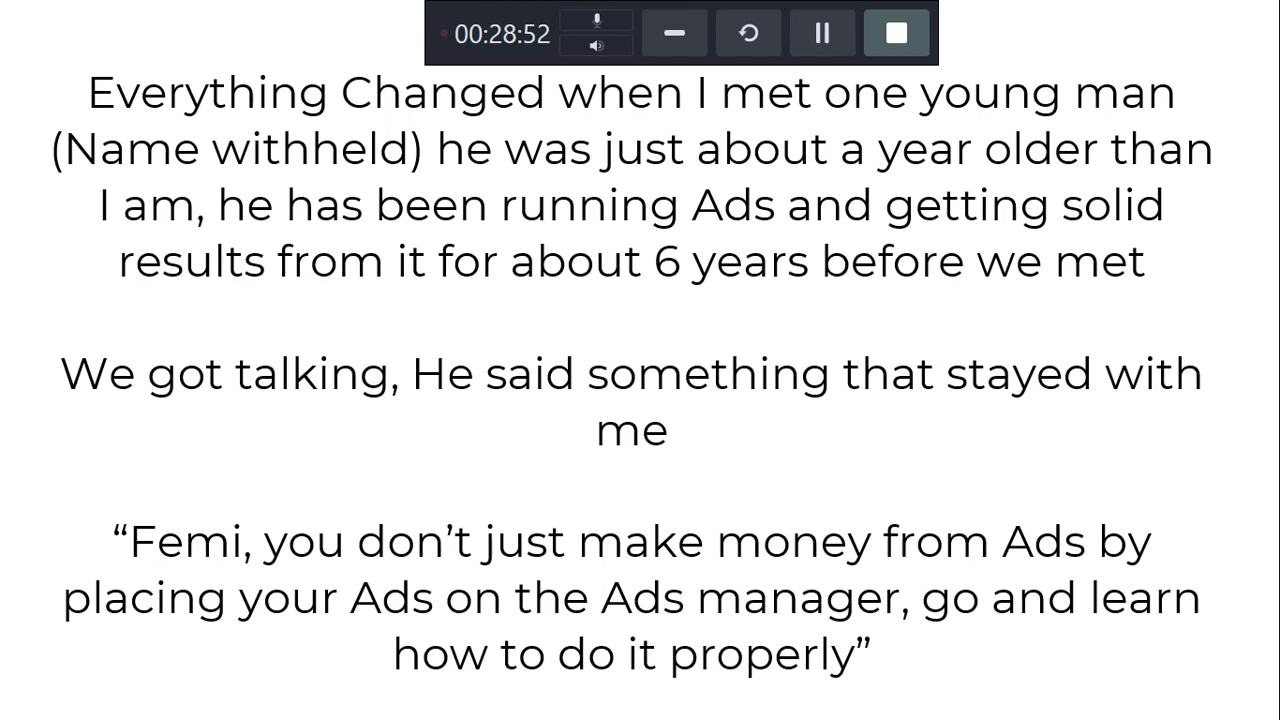 00:28:52
Everything Changed when I met one young man
(Name withheld) he was just about a year older than
I am, he has been running Ads and getting solid
results from it for about 6 years before we met
We got talking, He said something that stayed with
me
“Femi, you don’t just make money from Ads by
placing your Ads on the Ads manager, go and learn
how to do it properly”